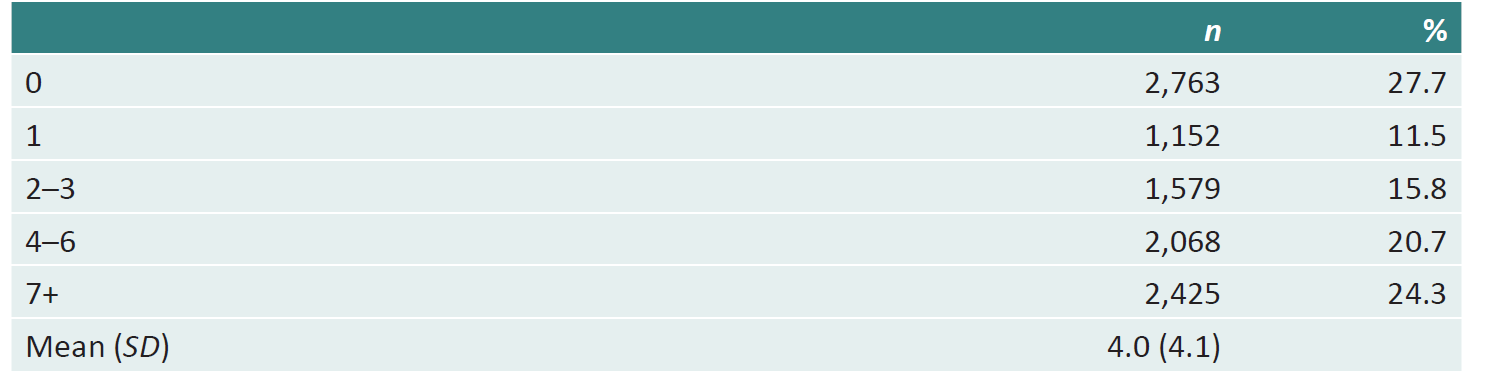 n %
0 2,763 27.7
1 1,152 11.5
2–3 1,579 15.8
4–6 2,068 20.7
7+ 2,425 24.3
Mean (SD) 4.0 (4.1)